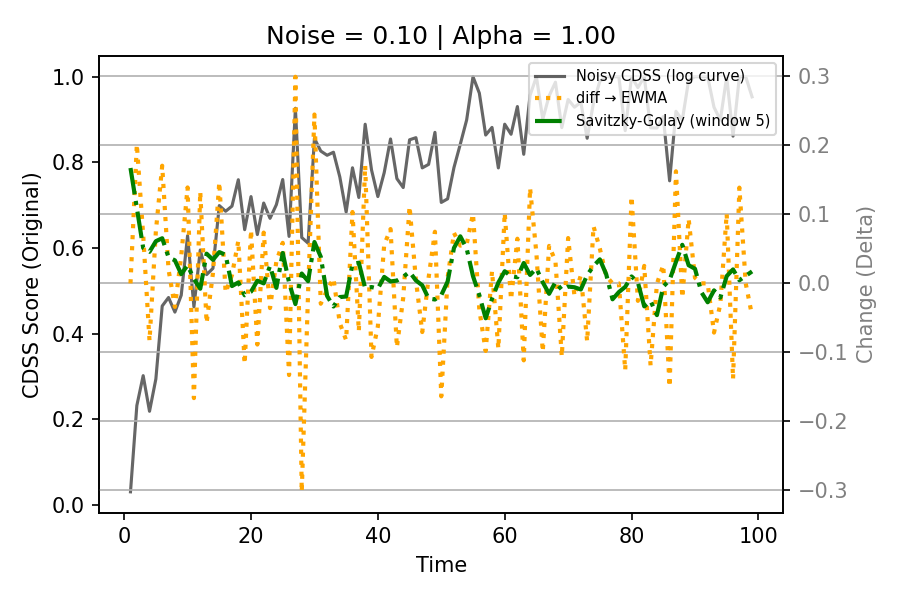 Noise = 0.10 | Alpha = 1.00
Noisy CDSS (log curve)
diff → EWMA
Savitzky-Golay (window 5)
CDSS Score (Original)
1.0
0.8
0.6
0.4
0.2
0.0
0.3
0.2
0.1
0.0
−0.1
−0.2
−0.3
Change (Delta)
0 20 40 60 80 100
Time